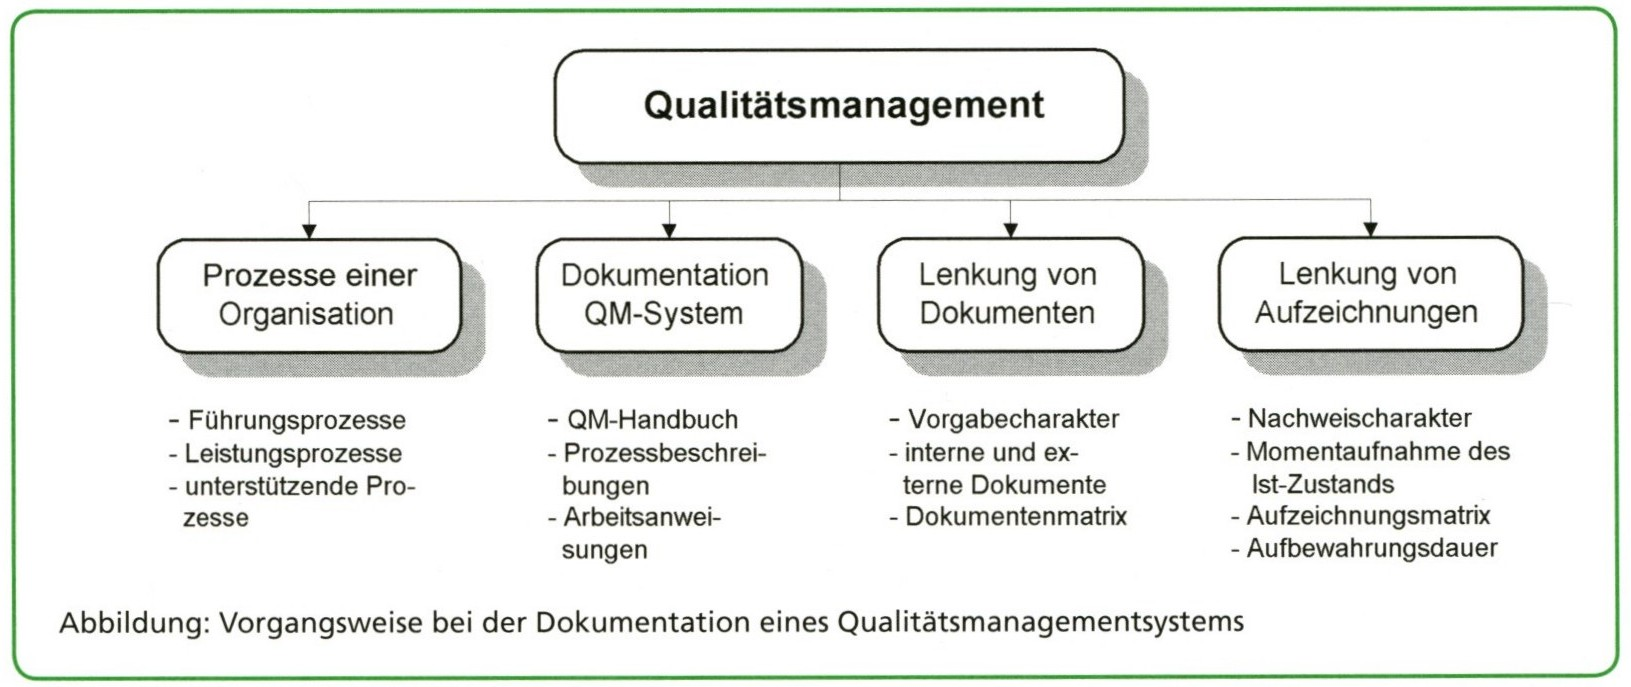 Qualitätsmanagement
Prozesse einer
Organisation
- Führungsprozesse
- Leistungsprozesse
- unterstützende Pro-
zesse
Dokumentation
QM-System
- QM-Handbuch
- Prozessbeschrei-
bungen
- Arbeitsanwei-
sungen
Lenkung von
Dokumenten
- Vorgabecharakter
- interne und ex-
terne Dokumente
- Dokumentenmatrix
Lenkung von
Aufzeichnungen
- Nachweischarakter
- Momentaufnahme des
Ist-Zustands
- Aufzeichnungsmatrix
- Aufbewahrungsdauer
Abbildung: Vorgangsweise bei der Dokumentation eines Qualitätsmanagementsystems